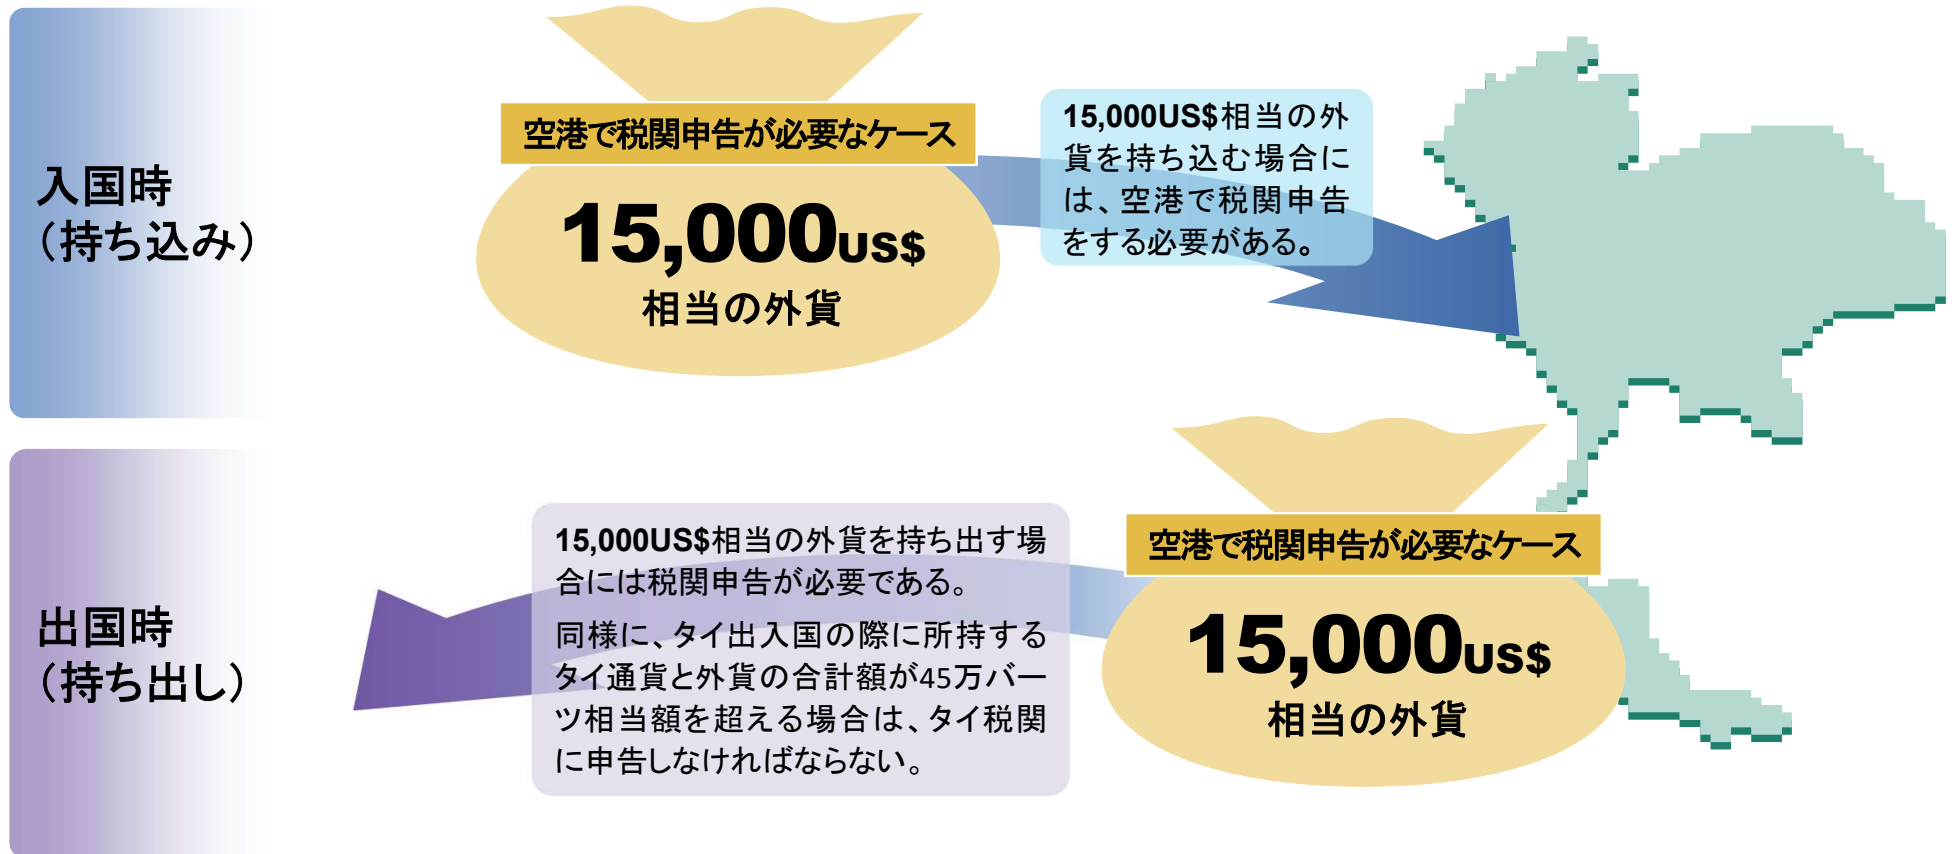 入国時
（持ち込み）
空港で税関申告が必要なケース
15,000US$
相当の外貨
15,000US$相当の外
貨を持ち込む場合に
は、空港で税関申告
をする必要がある。
出国時
（持ち出し）
15,000US$相当の外貨を持ち出す場
合には税関申告が必要である。
同様に、タイ出入国の際に所持する
タイ通貨と外貨の合計額が45万バー
ツ相当額を超える場合は、タイ税関
に申告しなければならない。
空港で税関申告が必要なケース
15,000US$
相当の外貨